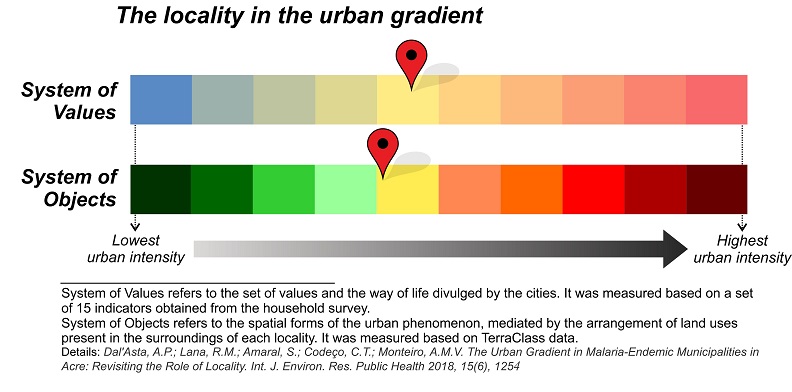 The locality in the urban gradient
System of
Values
System of
Objects
Lowest
urban intensity
Highest
urban intensity
System of Values refers to the set of values and the way of life divulged by the cities. It was measured based on a set
of 15 indicators obtained from the household survey.
System of Objects refers to the spatial forms of the urban phenomenon, mediated by the arrangement of land uses
present in the surroundings of each locality. It was measured based on TerraClass data.
Details: Dal'Asta, A.P.; Lana, R.M.; Amaral, S.; Codeço, C.T.; Monteiro, A.M.V. The Urban Gradient in Malaria-Endemic Municipalities in
Acre: Revisiting the Role of Locality. Int. J. Environ. Res. Public Health 2018, 15(6), 1254